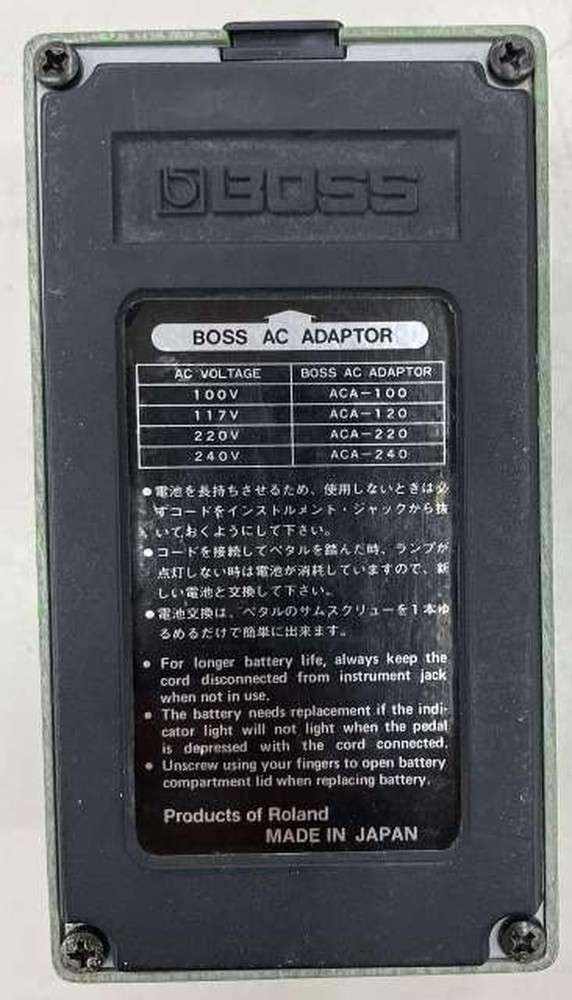 BOSS
BOSS AC ADAPTOR
AC VOLTAGE BOSS AC ADAPTOR
100V ACA-100
117V ACA-120
220V ACA-220
240V ACA-240
●電池を長持ちさせるため、使用しないときは必
ずコードをインストルメント・ジャックから抜
いておくようにして下さい。
●コードを接続してペタルを踏んだ時、ランプが
点灯しない時は電池が消耗していますので、新
しい電池と交換して下さい。
●電池交換は、ペタルのサムスクリューを1本ゆ
るめるだけで簡単に出来ます。
● For longer battery life, always keep the
cord disconnected from instrument jack
when not in use.
● The battery needs replacement if the indi-
cator light will not light when the pedal
is depressed with the cord connected.
● Unscrew using your fingers to open battery
compartment lid when replacing battery.
Products of Roland
MADE IN JAPAN